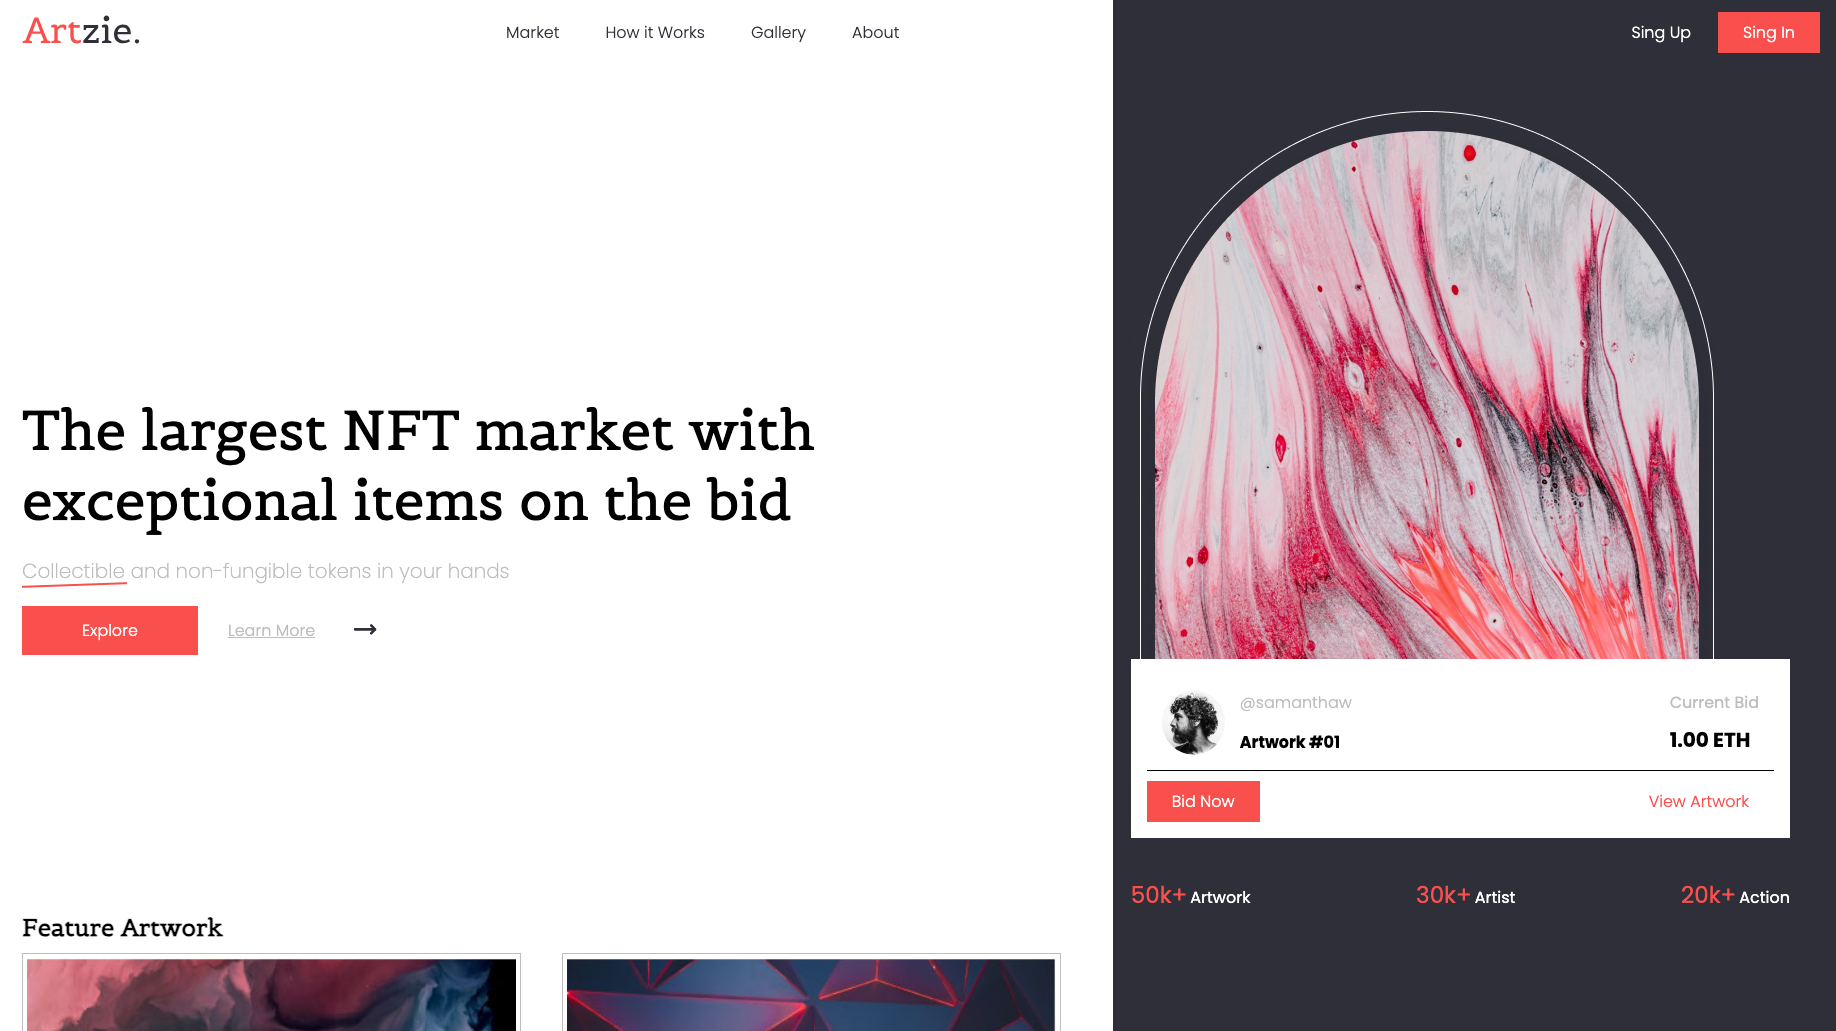 Artzie.
Market
How it Works
Gallery
About
Sing Up
Sing In
The largest NFT market with
exceptional items on the bid
Collectible and non-fungible tokens in your hands
Explore
Learn More
@samanthaw
Current Bid
Artwork #01
1.00 ETH
Bid Now
View Artwork
50k+ Artwork
30k+ Artist
20k+ Action
Feature Artwork